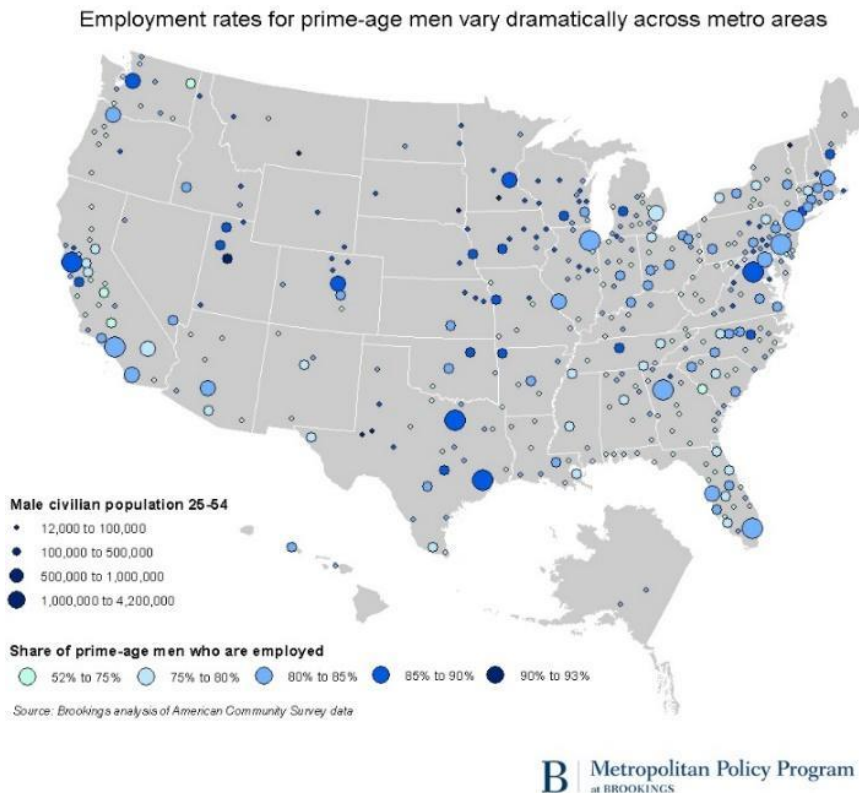 Employment rates for prime-age men vary dramatically across metro areas
Male civilian population 25-54
12,000 to 100,000
100,000 to 500,000
500,000 to 1,000,000
1,000,000 to 4,200,000
Share of prime-age men who are employed
52% to 75% 75% to 80% 80% to 85% 85% to 90% 90% to 93%
Source: Brookings analysis of American Community Survey data
B Metropolitan Policy Program
at BROOKINGS